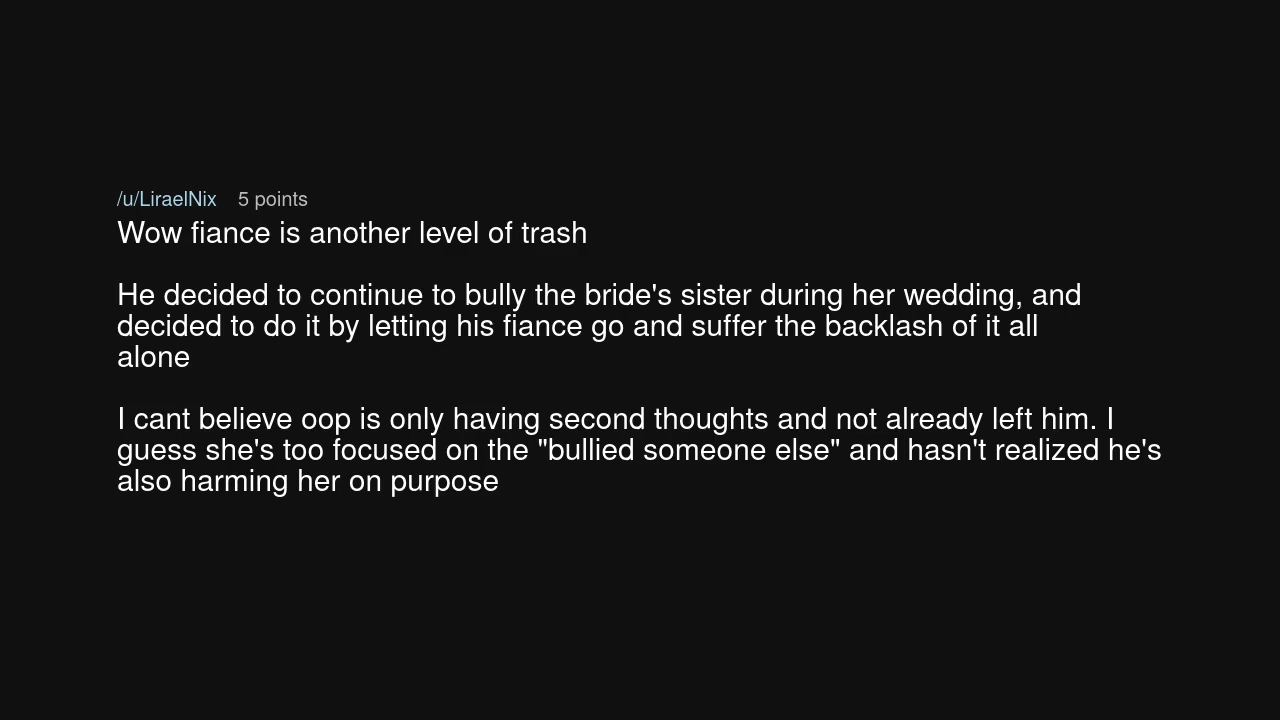 /u/LiraelNix 5 points
Wow fiance is another level of trash
He decided to continue to bully the bride's sister during her wedding, and
decided to do it by letting his fiance go and suffer the backlash of it all
alone
I cant believe oop is only having second thoughts and not already left him. I
guess she's too focused on the "bullied someone else" and hasn't realized he's
also harming her on purpose